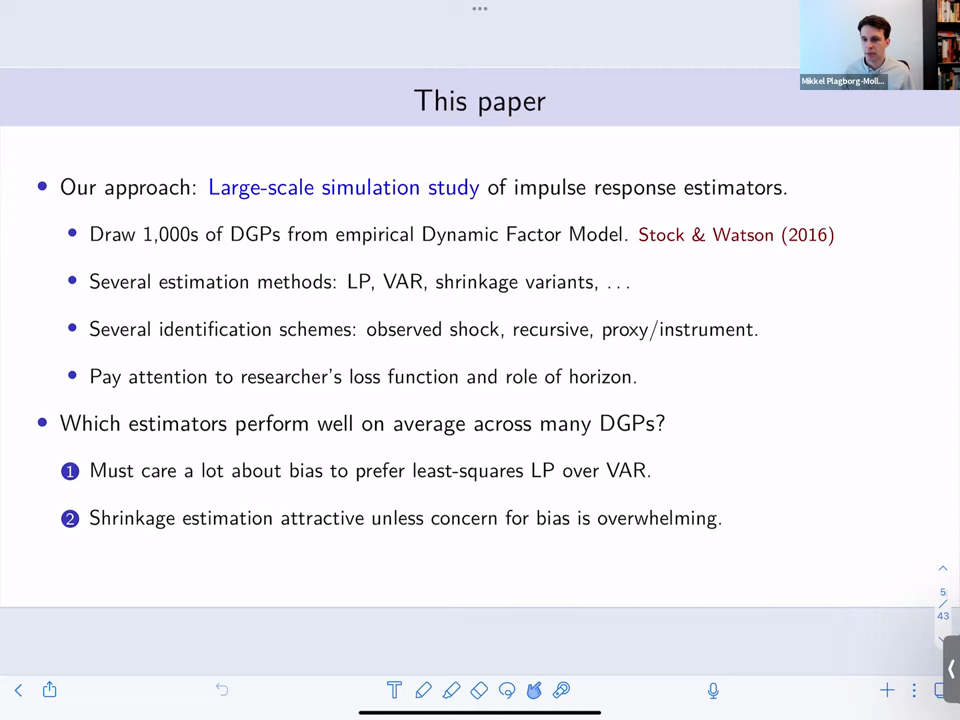 Mikkel Plagborg-Moll...
This paper
Our approach: Large-scale simulation study of impulse response estimators.
Draw 1,000s of DGPs from empirical Dynamic Factor Model. Stock & Watson (2016)
Several estimation methods: LP, VAR, shrinkage variants, ...
Several identification schemes: observed shock, recursive, proxy/instrument.
Pay attention to researcher's loss function and role of horizon.
Which estimators perform well on average across many DGPs?
1 Must care a lot about bias to prefer least-squares LP over VAR.
2 Shrinkage estimation attractive unless concern for bias is overwhelming.
5
/
43